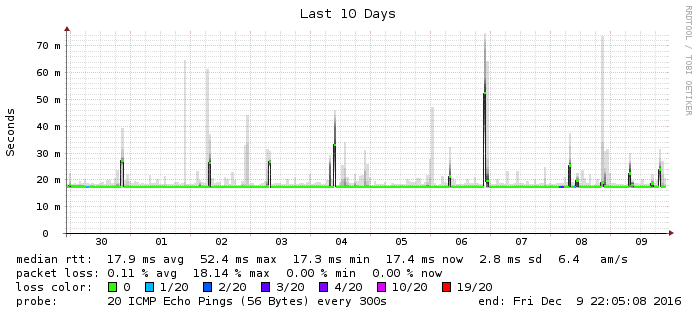 Last 10 Days
RRDTOOL / TOBI OETIKER
Seconds
70 m
60 m
50 m
40 m
30 m
20 m
10 m
0
30 01 02 03 04 05 06 07 08 09
median rtt: 17.9 ms avg 52.4 ms max 17.3 ms min 17.4 ms now 2.8 ms sd 6.4 am/s
packet loss: 0.11 % avg 18.14 % max 0.00 % min 0.00 % now
loss color: 0 1/20 2/20 3/20 4/20 10/20 19/20
probe: 20 ICMP Echo Pings (56 Bytes) every 300s end: Fri Dec 9 22:05:08 2016